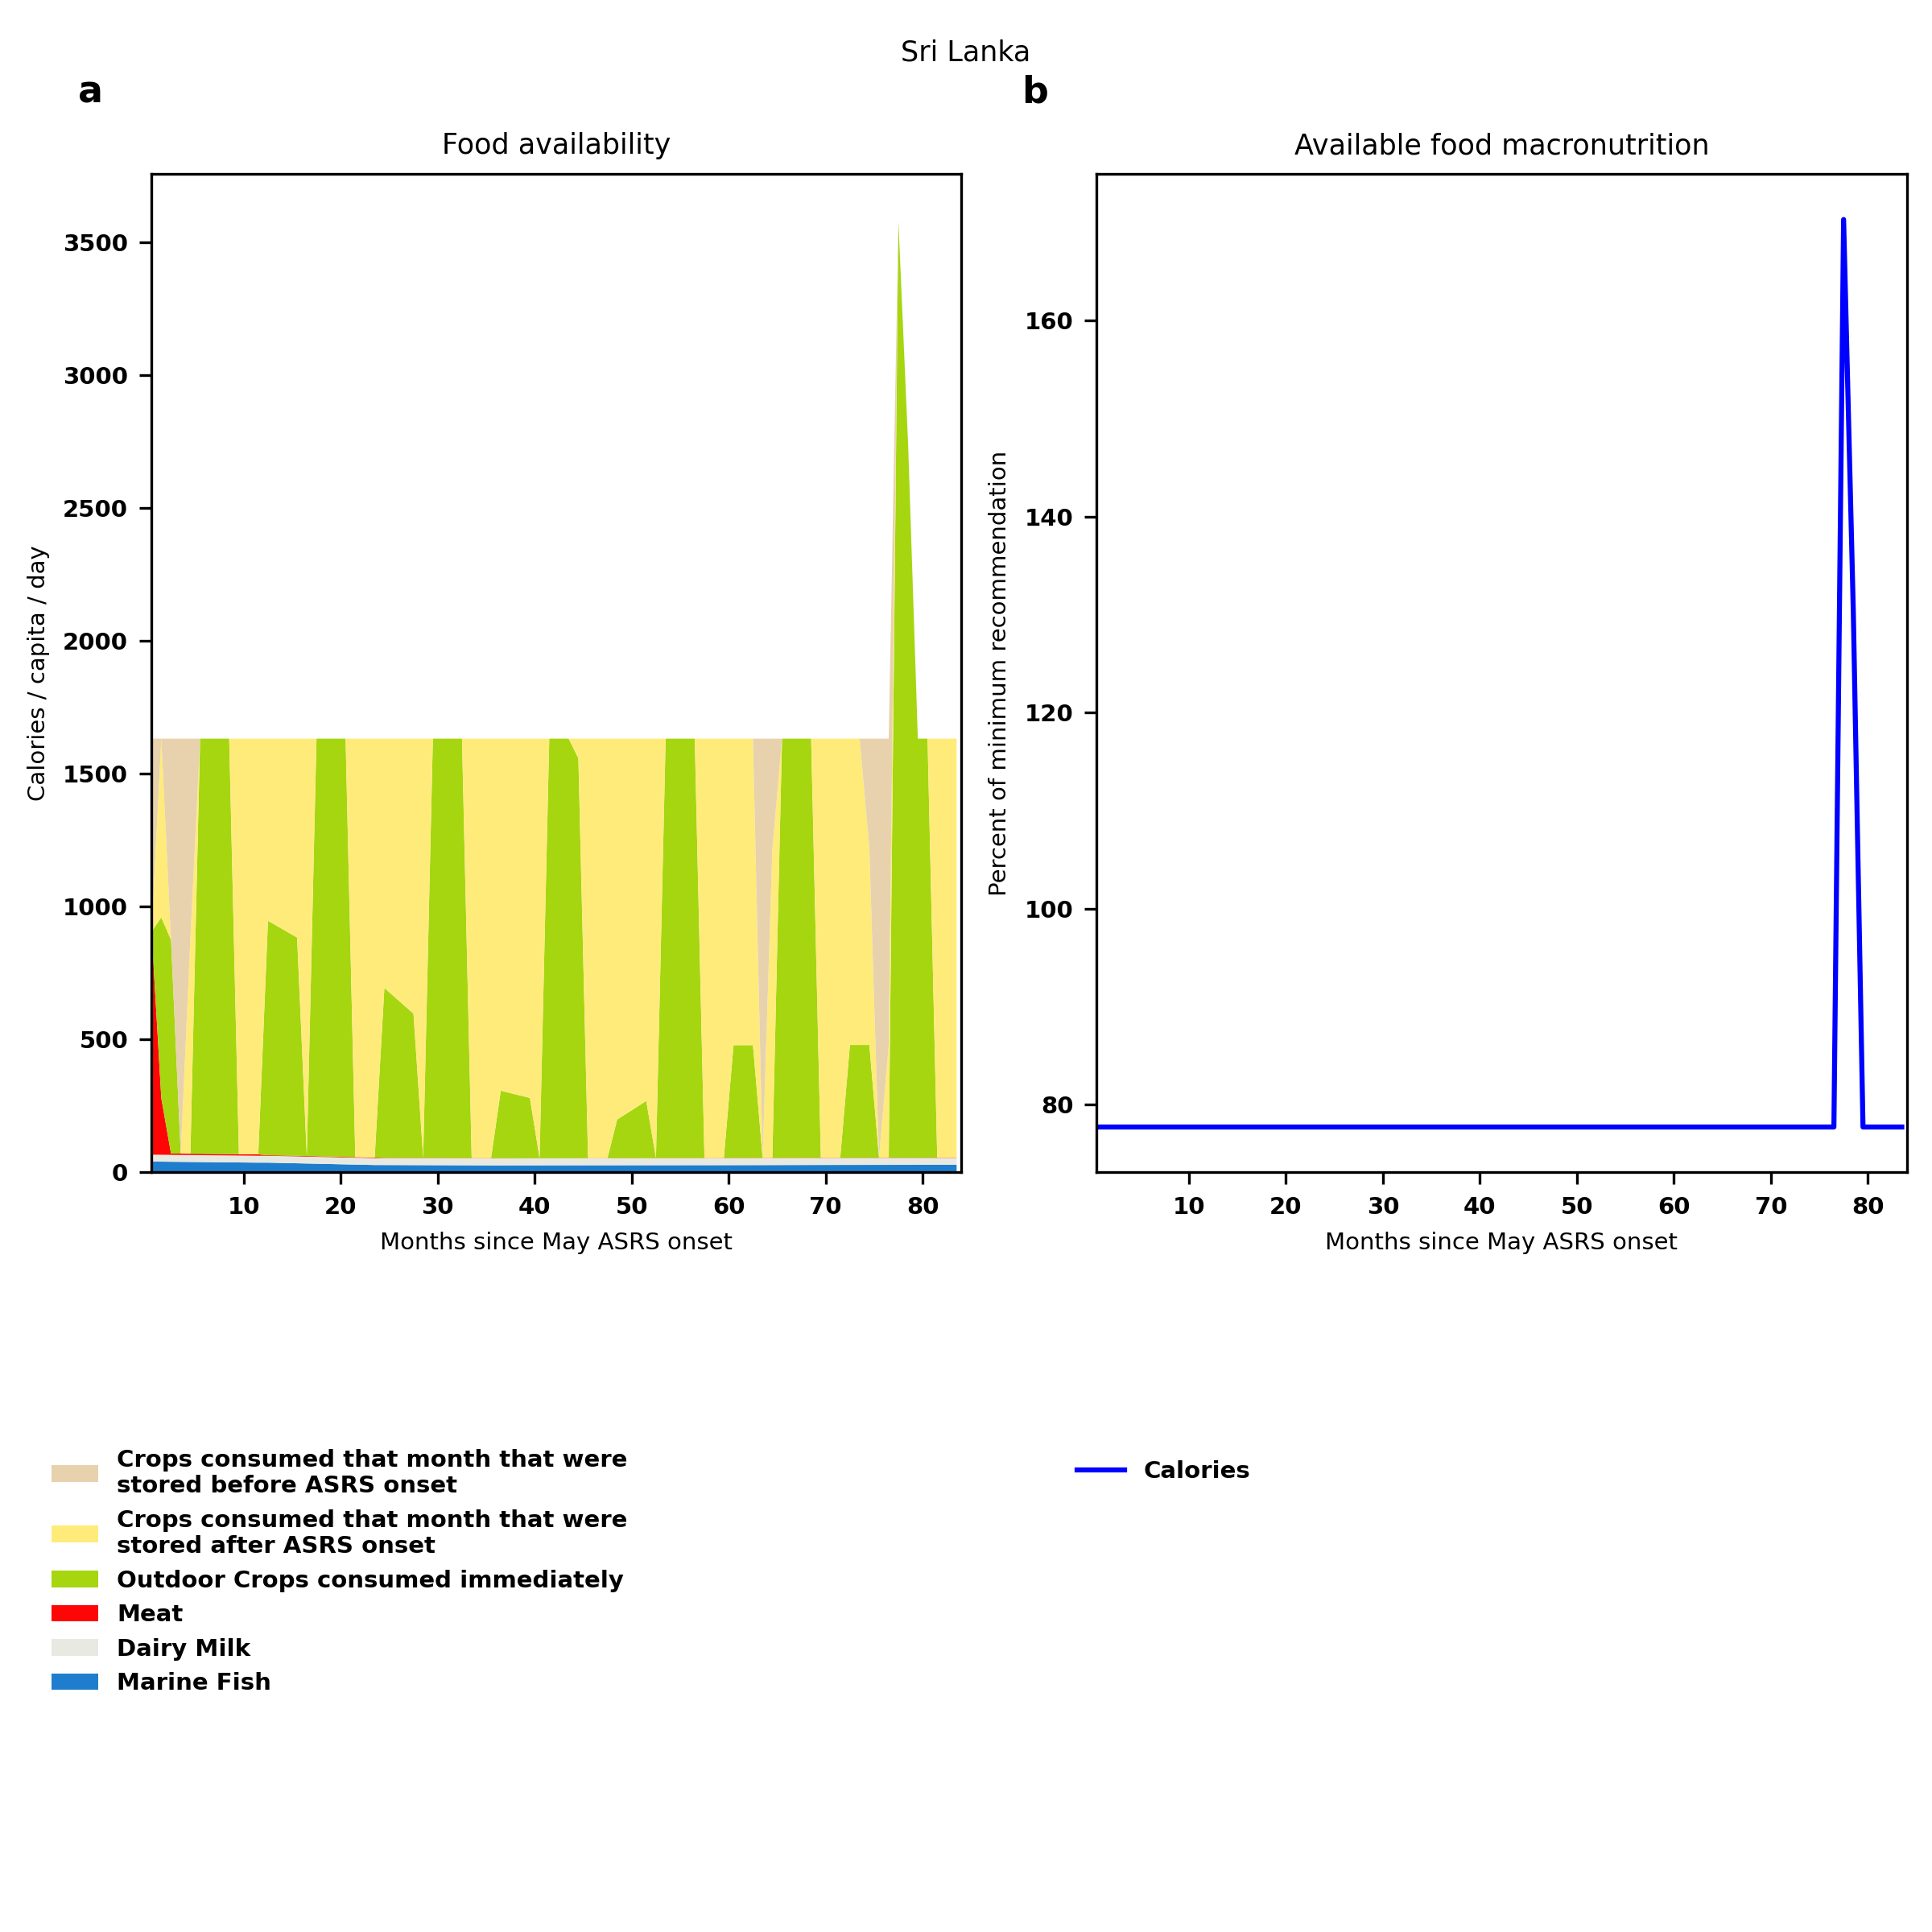 Sri Lanka
a
Food availability
Calories / capita / day
3500
3000
2500
2000
1500
1000
500
0
10 20 30 40 50 60 70 80
Months since May ASRS onset
b
Available food macronutrition
Percent of minimum recommendation
160
140
120
100
80
10 20 30 40 50 60 70 80
Months since May ASRS onset
Crops consumed that month that were
stored before ASRS onset
Crops consumed that month that were
stored after ASRS onset
Outdoor Crops consumed immediately
Meat
Dairy Milk
Marine Fish
Calories